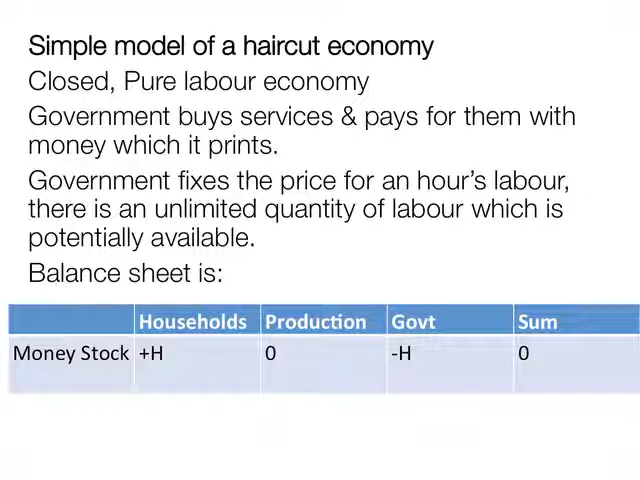 Simple model of a haircut economy
Closed, Pure labour economy
Government buys services & pays for them with
money which it prints.
Government fixes the price for an hour's labour,
there is an unlimited quantity of labour which is
potentially available.
Balance sheet is:
Households Production Govt Sum
Money Stock +H 0 -H 0